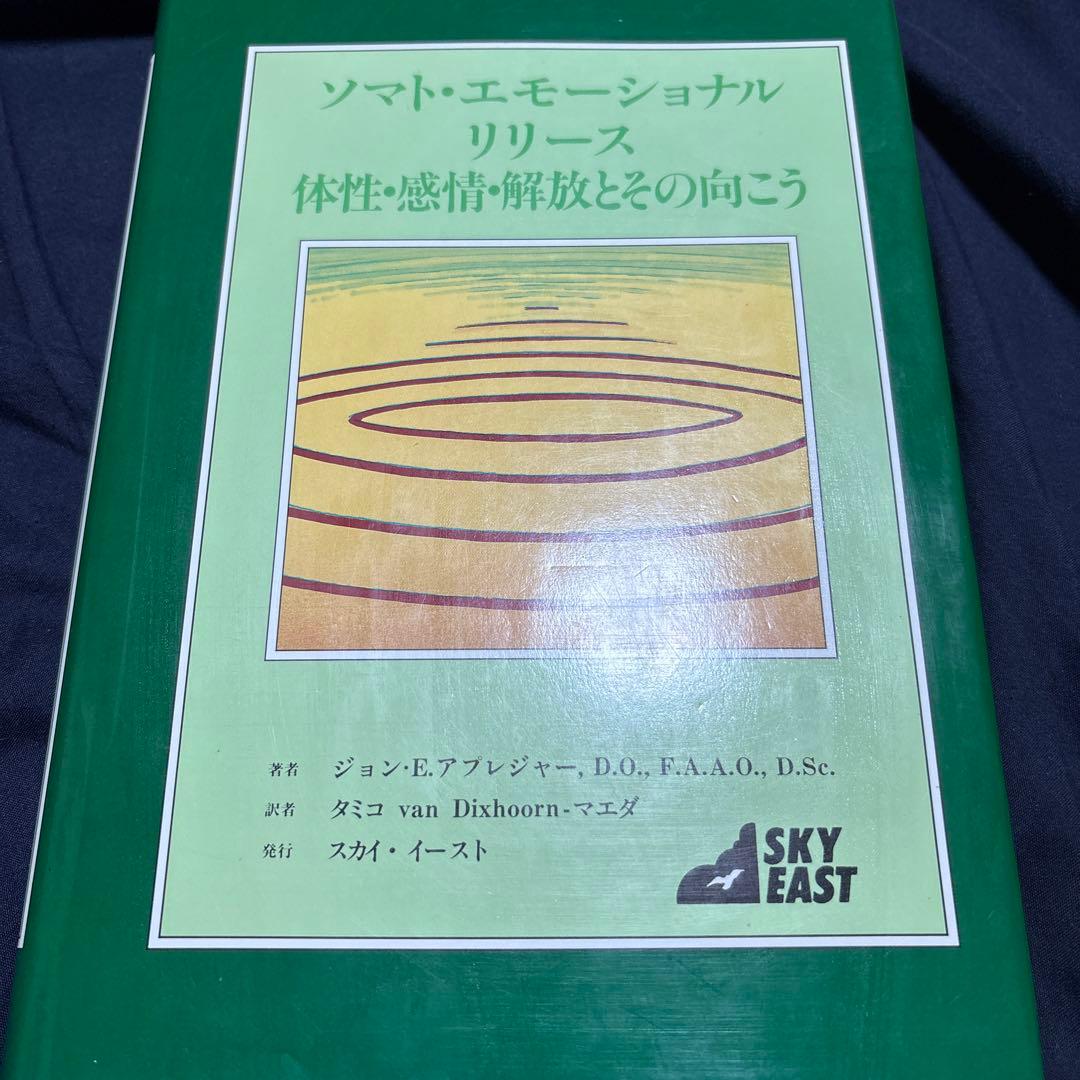 ソマト・エモーショナル
リリース
体性・感情・解放とその向こう
著者 ジョン・E.アプレジャー, D.O., F.A.A.O., D.Sc.
訳者 タミコ van Dixhoorn-マエダ
発行 スカイ・イースト
SKY
EAST